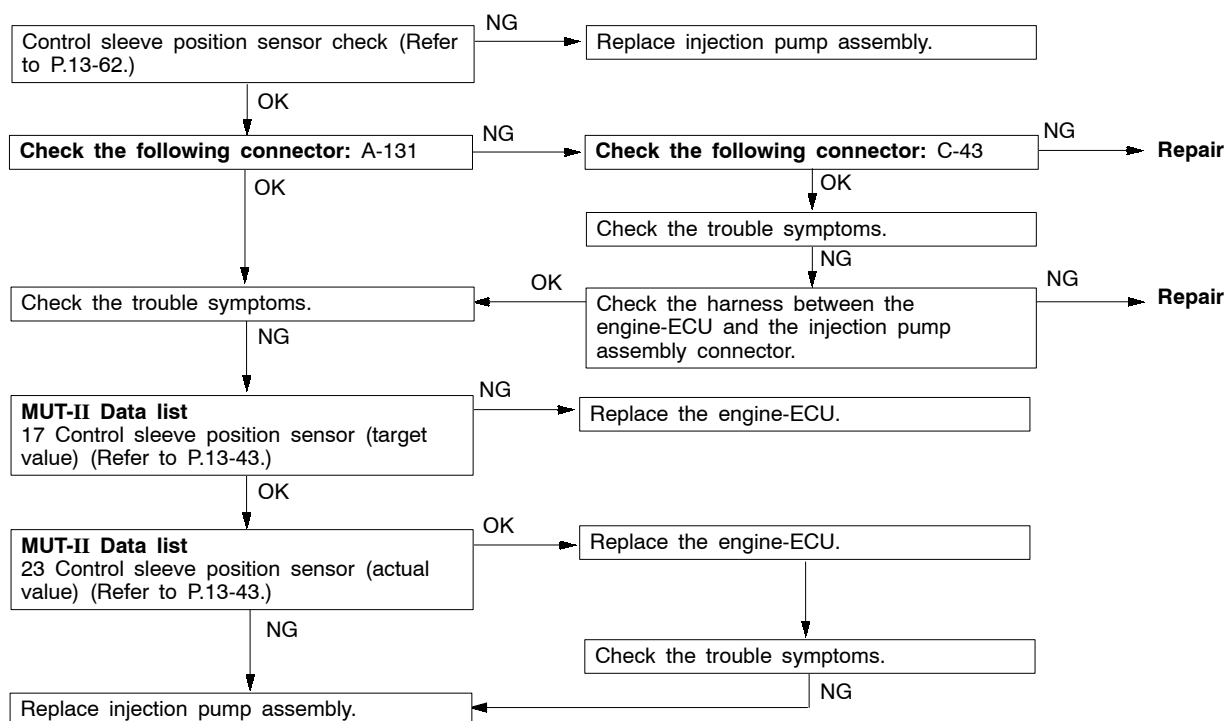 Control sleeve position sensor check (Refer
to P.13-62.)
NG
Replace injection pump assembly.
OK
Check the following connector: A-131
NG
Check the following connector: C-43
NG
Repair
OK
OK
Check the trouble symptoms.
NG
Check the trouble symptoms.
OK
Check the harness between the
engine-ECU and the injection pump
assembly connector.
NG
Repair
NG
MUT-II Data list
17 Control sleeve position sensor (target
value) (Refer to P.13-43.)
NG
Replace the engine-ECU.
OK
MUT-II Data list
23 Control sleeve position sensor (actual
value) (Refer to P.13-43.)
OK
Replace the engine-ECU.
NG
Check the trouble symptoms.
NG
Replace injection pump assembly.